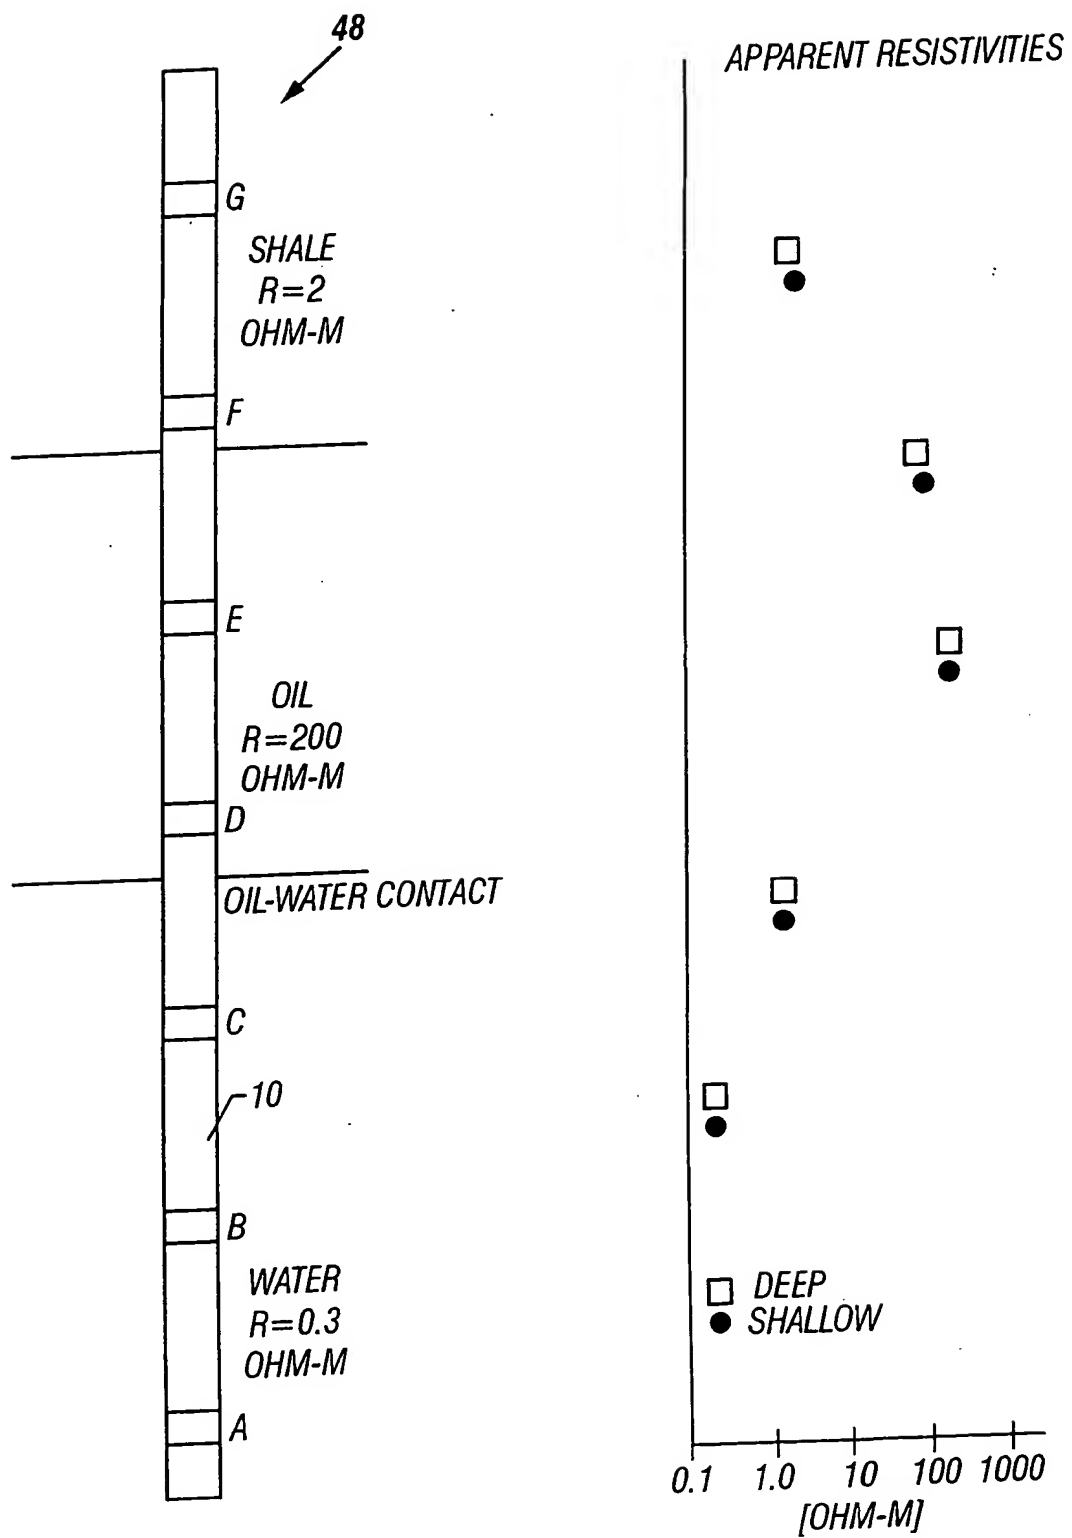 48
APPARENT RESISTIVITIES
G
SHALE
R=2
OHM-M
F
E
OIL
R=200
OHM-M
D
OIL-WATER CONTACT
C
10
B
WATER
R=0.3
OHM-M
A
DEEP
SHALLOW
0.1 1.0 10 100 1000
[OHM-M]